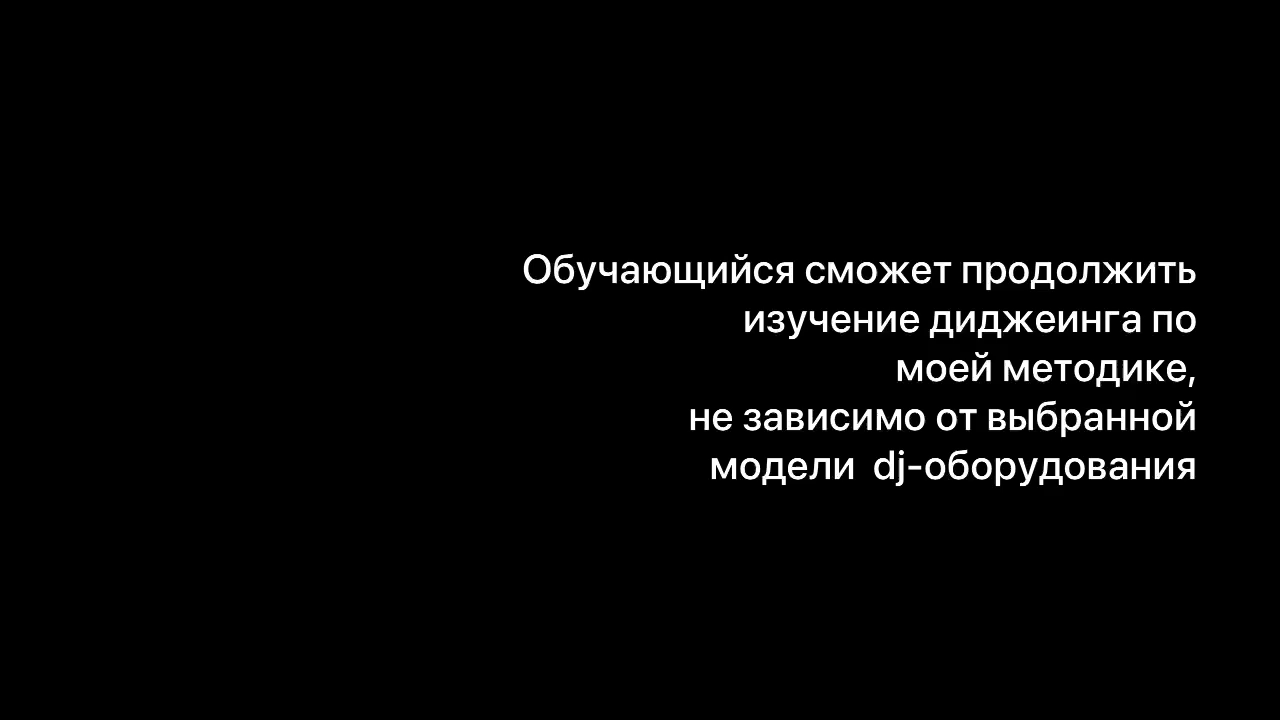 Обучающийся сможет продолжить
изучение диджеинга по
моей методике,
не зависимо от выбранной
модели  dj-оборудования